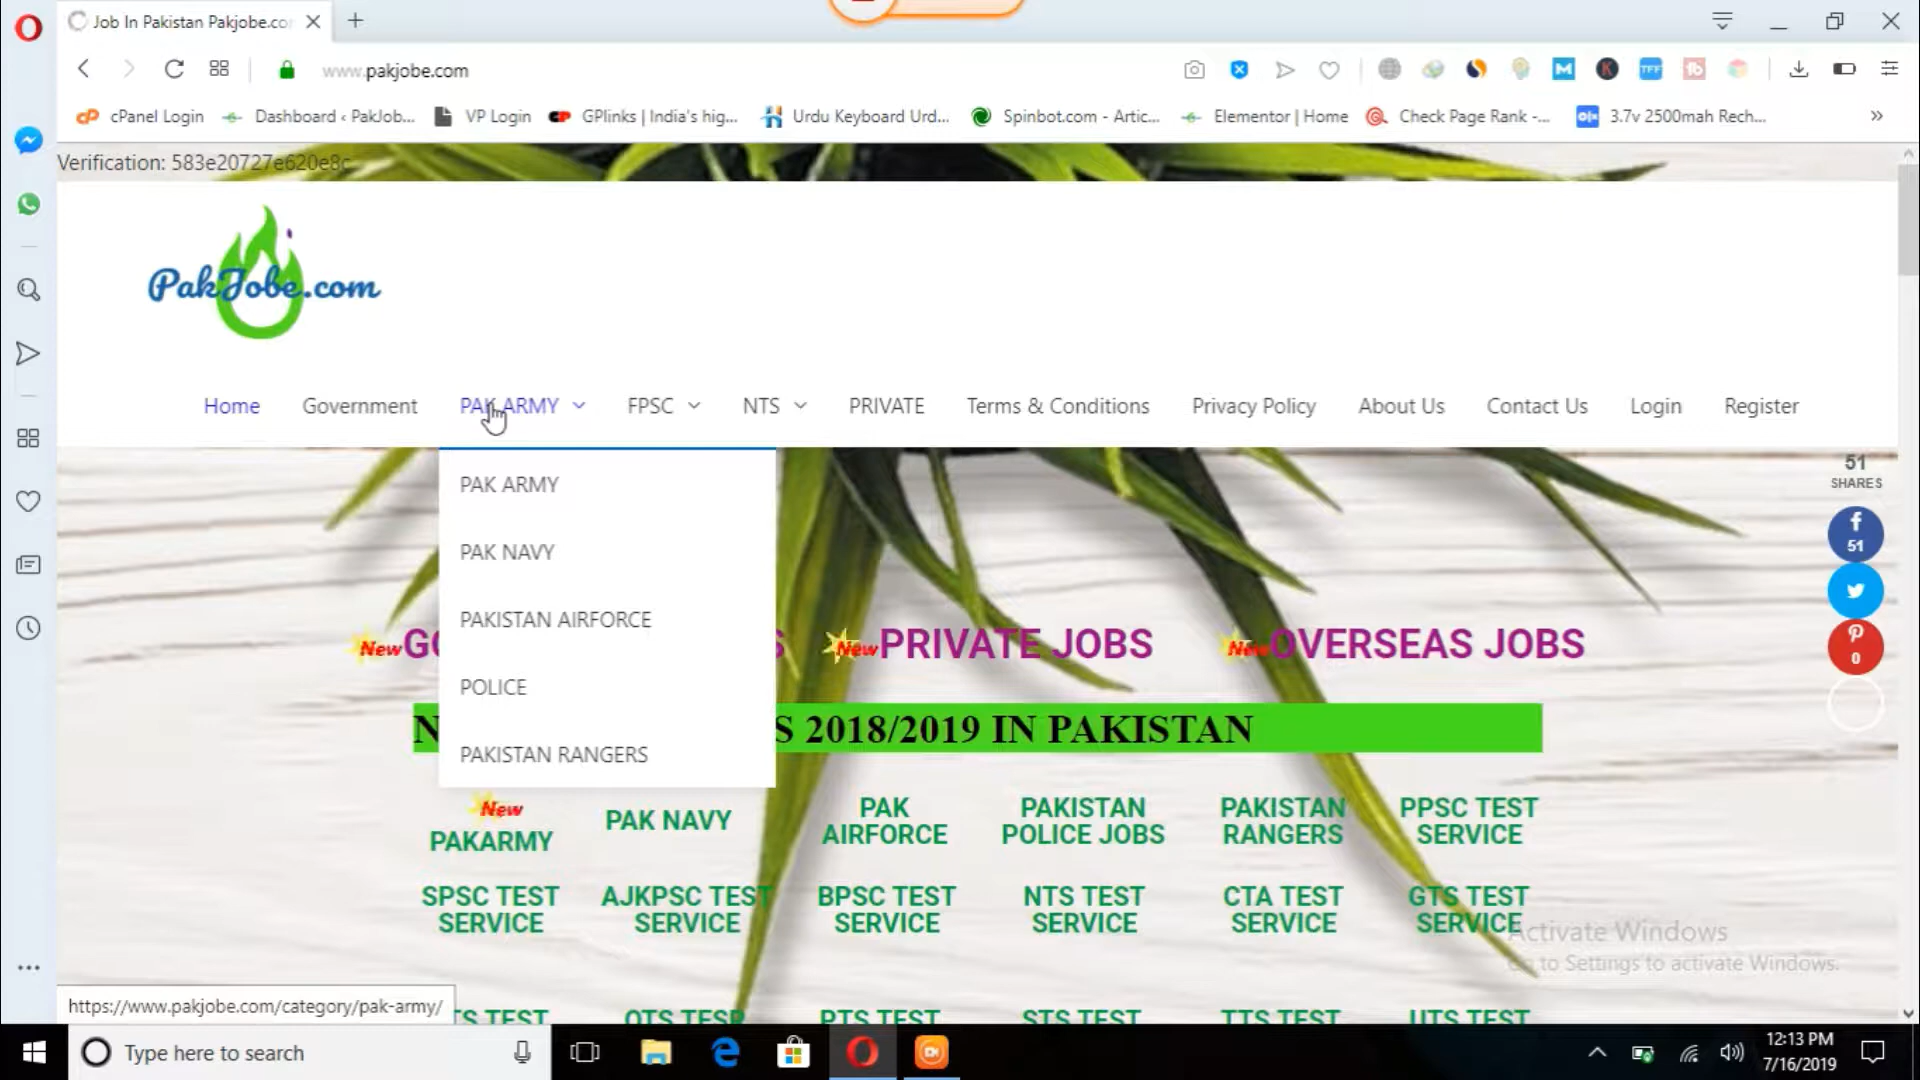 Job In Pakistan Pakjobe.com
www.pakjobe.com
cPanel Login
Dashboard ‹ PakJob...
VP Login
GPlinks | India's hig...
Urdu Keyboard Urd...
Spinbot.com - Artic...
Elementor | Home
Check Page Rank -...
3.7v 2500mah Rech...
Verification: 583e20727e620e8c
PakJobe.com
Home
Government
PAK ARMY
FPSC
NTS
PRIVATE
Terms & Conditions
Privacy Policy
About Us
Contact Us
Login
Register
PAK ARMY
PAK NAVY
PAKISTAN AIRFORCE
POLICE
PAKISTAN RANGERS
51
SHARES
51
0
New
New PRIVATE JOBS
New OVERSEAS JOBS
2018/2019 IN PAKISTAN
New
PAKARMY
PAK NAVY
PAK
AIRFORCE
PAKISTAN
POLICE JOBS
PAKISTAN
RANGERS
PPSC TEST
SERVICE
SPSC TEST
SERVICE
AJKPSC TEST
SERVICE
BPSC TEST
SERVICE
NTS TEST
SERVICE
CTA TEST
SERVICE
GTS TEST
SERVICE
Activate Windows
Go to Settings to activate Windows.
https://www.pakjobe.com/category/pak-army/
TEST
PTS TEST
STS TEST
TTS TEST
UTS TEST
Type here to search
12:13 PM
7/16/2019